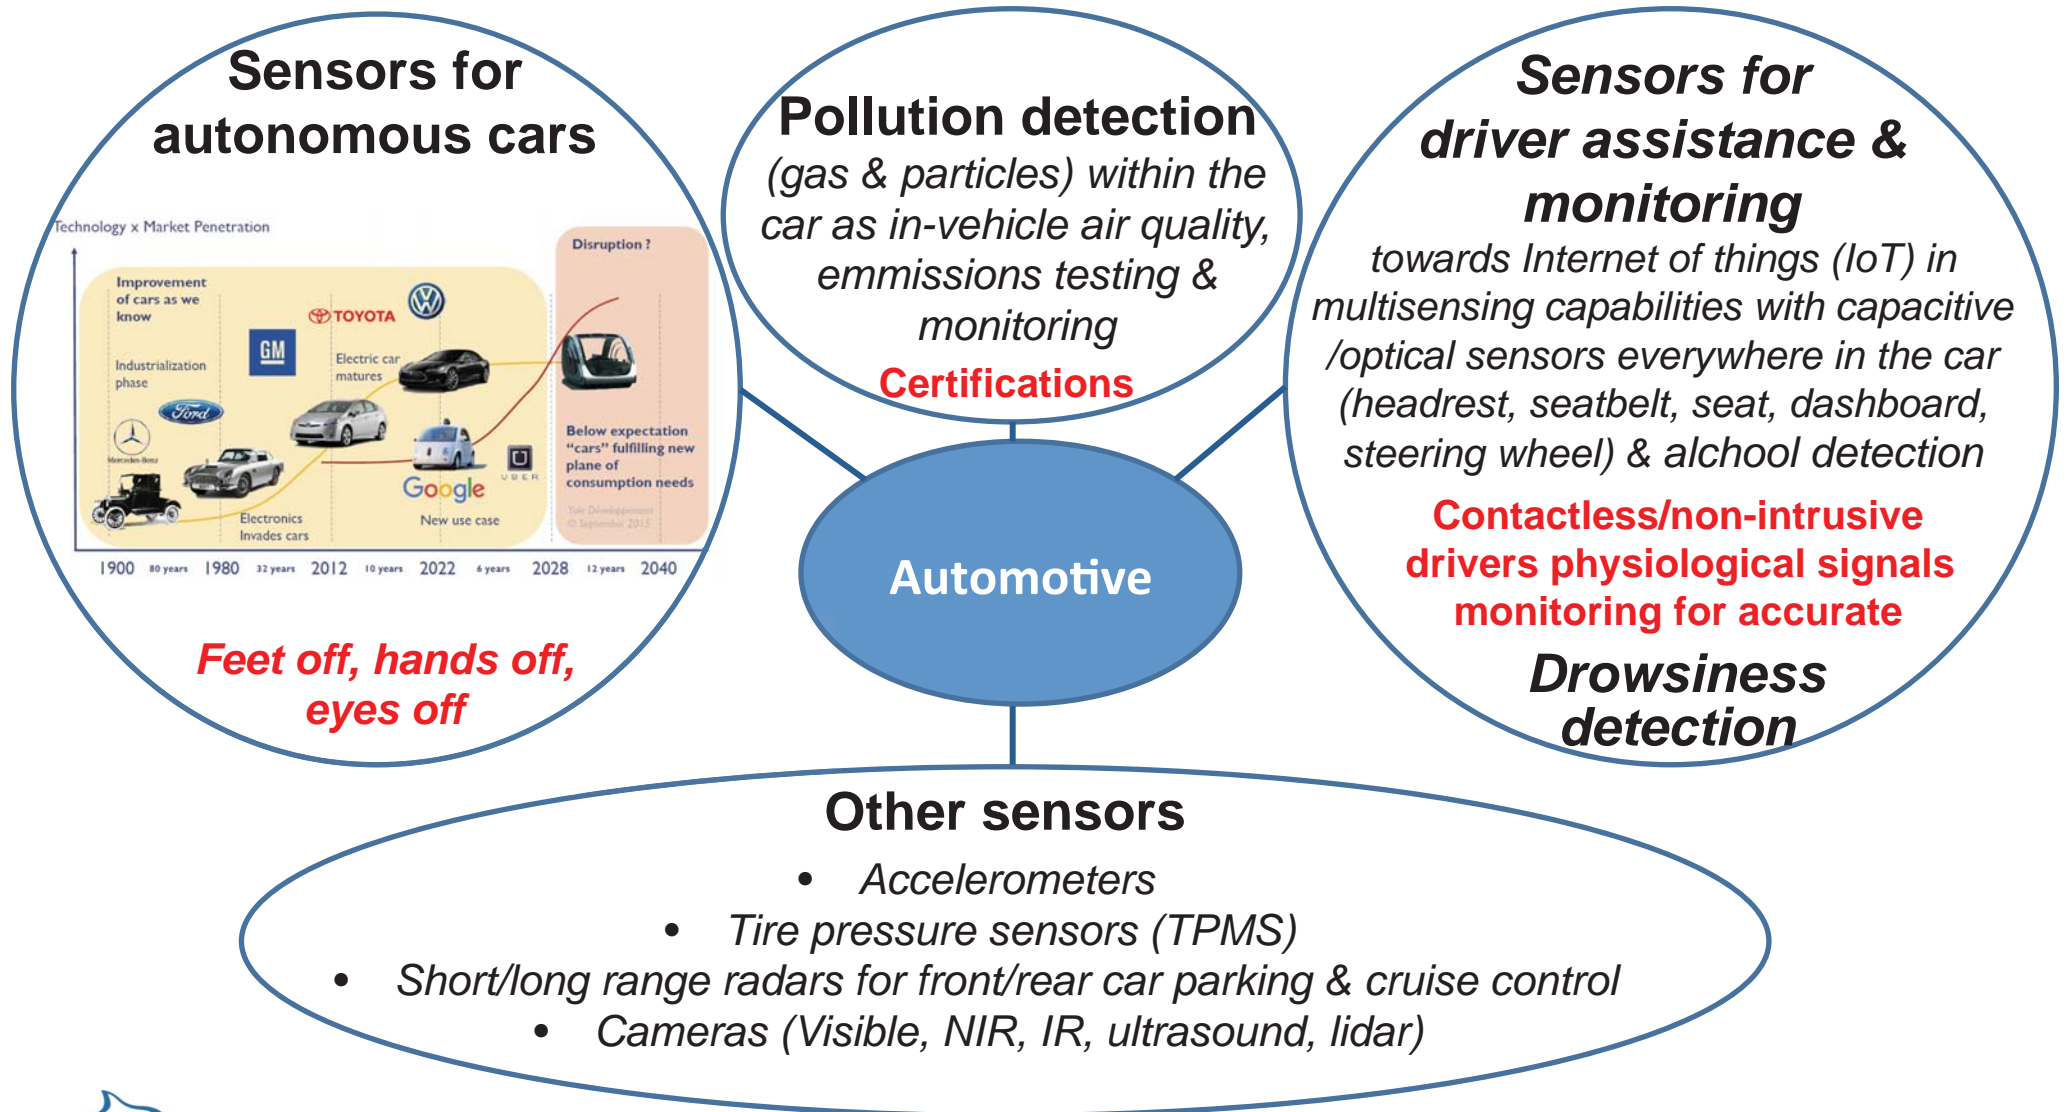 Sensors for
autonomous cars
Technology x Market Penetration
Disruption ?
Improvement
of cars as we
know
TOYOTA
GM
Industrialization
phase
Electric car
matures
Ford
Mercedes-Benz
Below expectation
"cars" fulfilling new
plane of
consumption needs
UBER
Google
Electronics
Invades cars
New use case
Yole Développement
© September 2015
1900 80 years 1980 32 years 2012 10 years 2022 6 years 2028 12 years 2040
Feet off, hands off,
eyes off
Pollution detection
(gas & particles) within the
car as in-vehicle air quality,
emmissions testing &
monitoring
Certifications
Sensors for
driver assistance &
monitoring
towards Internet of things (IoT) in
multisensing capabilities with capacitive
/optical sensors everywhere in the car
(headrest, seatbelt, seat, dashboard,
steering wheel) & alchool detection
Contactless/non-intrusive
drivers physiological signals
monitoring for accurate
Drowsiness
detection
Automotive
Other sensors
• Accelerometers
• Tire pressure sensors (TPMS)
• Short/long range radars for front/rear car parking & cruise control
• Cameras (Visible, NIR, IR, ultrasound, lidar)